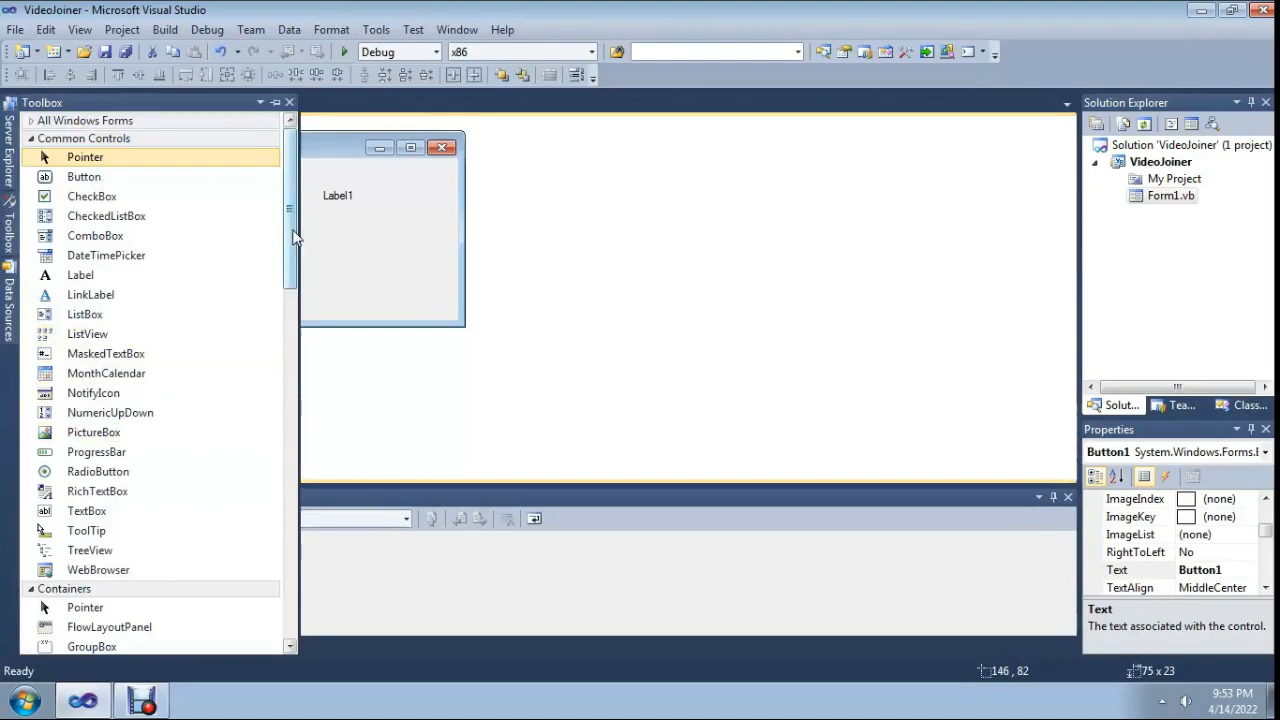 VideoJoiner - Microsoft Visual Studio
File Edit View Project Build Debug Team Data Format Tools Test Window Help
Debug x86
Toolbox
Server Explorer
Toolbox
Data Sources
All Windows Forms
Common Controls
Pointer
Button
CheckBox
CheckedListBox
ComboBox
DateTimePicker
Label
LinkLabel
ListBox
ListView
MaskedTextBox
MonthCalendar
NotifyIcon
NumericUpDown
PictureBox
ProgressBar
RadioButton
RichTextBox
TextBox
ToolTip
TreeView
WebBrowser
Containers
Pointer
FlowLayoutPanel
GroupBox
Label1
Solution Explorer
Solution 'VideoJoiner' (1 project)
VideoJoiner
My Project
Form1.vb
Solut... Tea... Class...
Properties
Button1 System.Windows.Forms.B
ImageIndex (none)
ImageKey (none)
ImageList (none)
RightToLeft No
Text Button1
TextAlign MiddleCenter
Text
The text associated with the control.
Ready
146 , 82
75 x 23
9:53 PM
4/14/2022